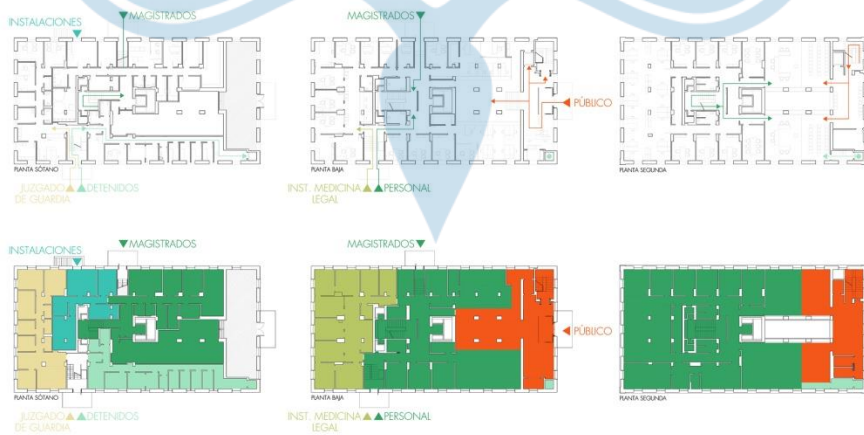 MAGISTRADOS
INSTALACIONES
PLANTA SÓTANO
JUZGADO
DE GUARDIA
DETENIDOS
MAGISTRADOS
PÚBLICO
PLANTA BAJA
INST. MEDICINA
LEGAL
PERSONAL
PLANTA SEGUNDA
INSTALACIONES
MAGISTRADOS
PLANTA SÓTANO
JUZGADO
DE GUARDIA
DETENIDOS
MAGISTRADOS
PÚBLICO
PLANTA BAJA
INST. MEDICINA
LEGAL
PERSONAL
PLANTA SEGUNDA